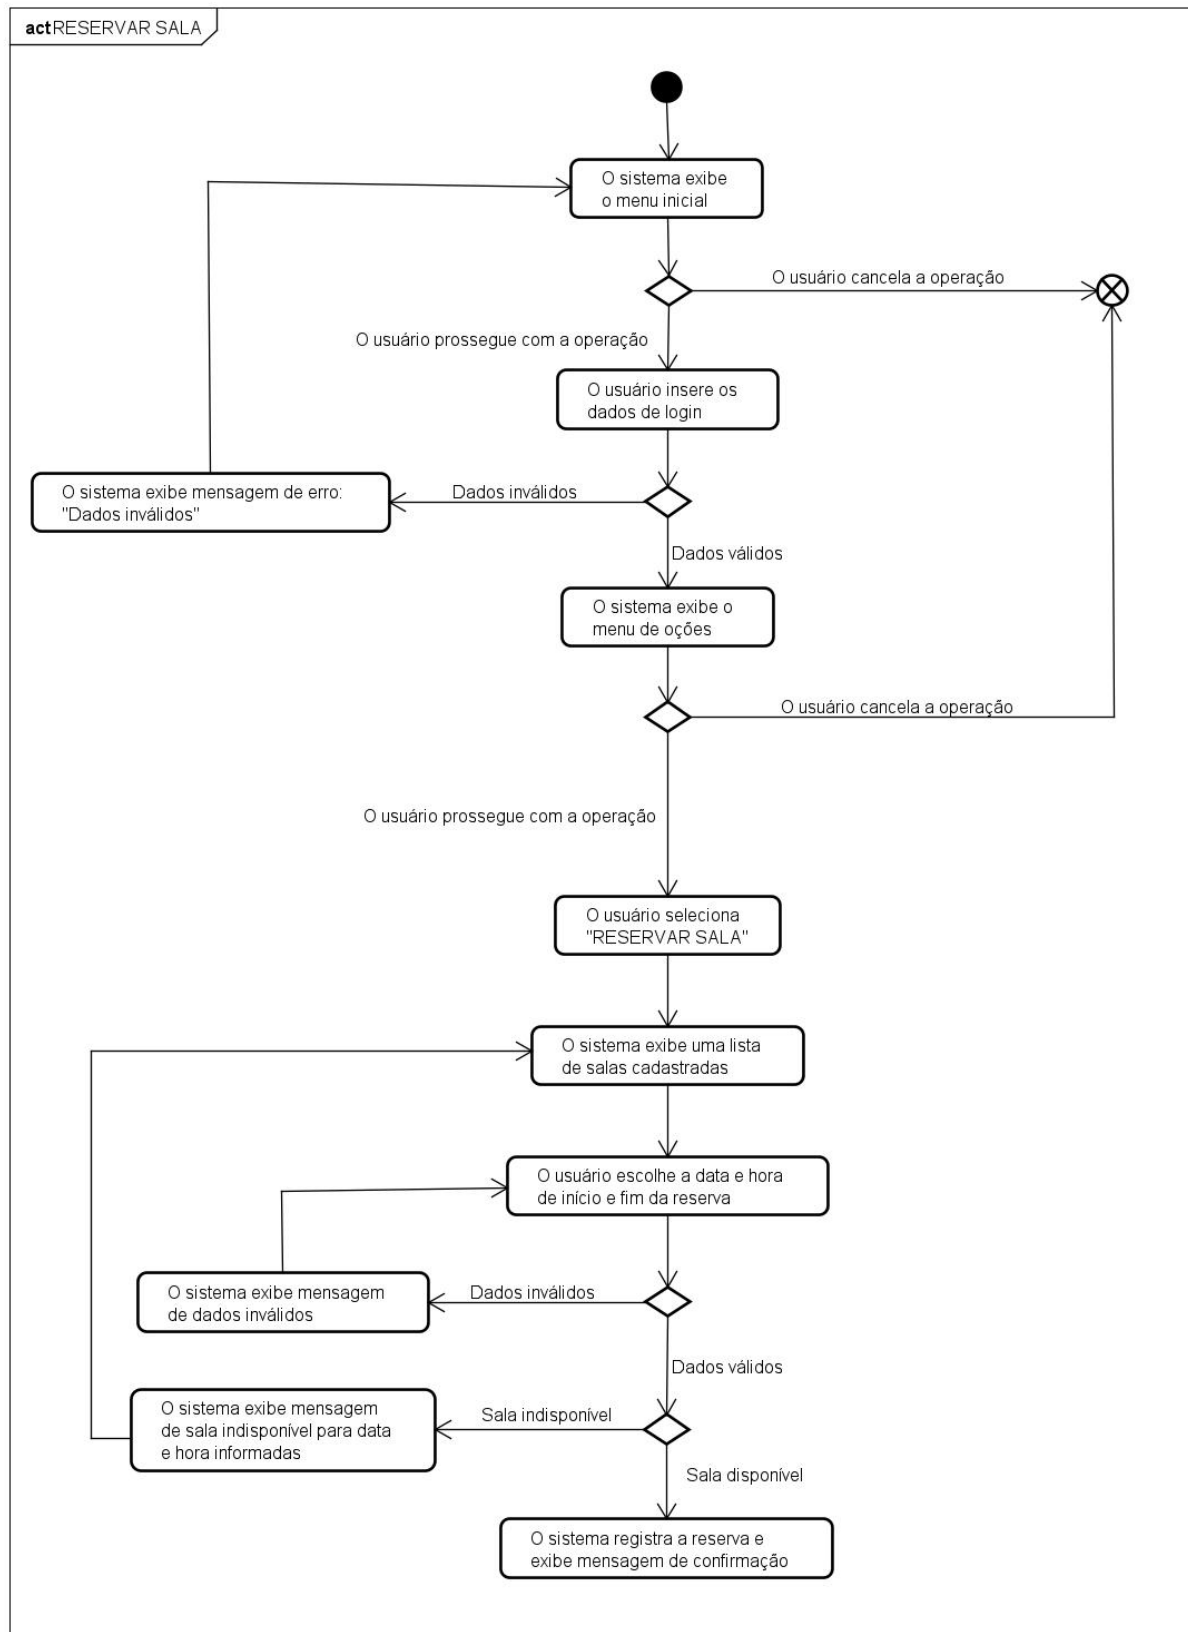 actRESERVAR SALA
O sistema exibe
o menu inicial
O usuário cancela a operação
O usuário prossegue com a operação
O usuário insere os
dados de login
Dados inválidos
O sistema exibe mensagem de erro:
"Dados inválidos"
Dados válidos
O sistema exibe o
menu de oções
O usuário cancela a operação
O usuário prossegue com a operação
O usuário seleciona
"RESERVAR SALA"
O sistema exibe uma lista
de salas cadastradas
O usuário escolhe a data e hora
de início e fim da reserva
Dados inválidos
O sistema exibe mensagem
de dados inválidos
Dados válidos
Sala indisponível
O sistema exibe mensagem
de sala indisponível para data
e hora informadas
Sala disponível
O sistema registra a reserva e
exibe mensagem de confirmação